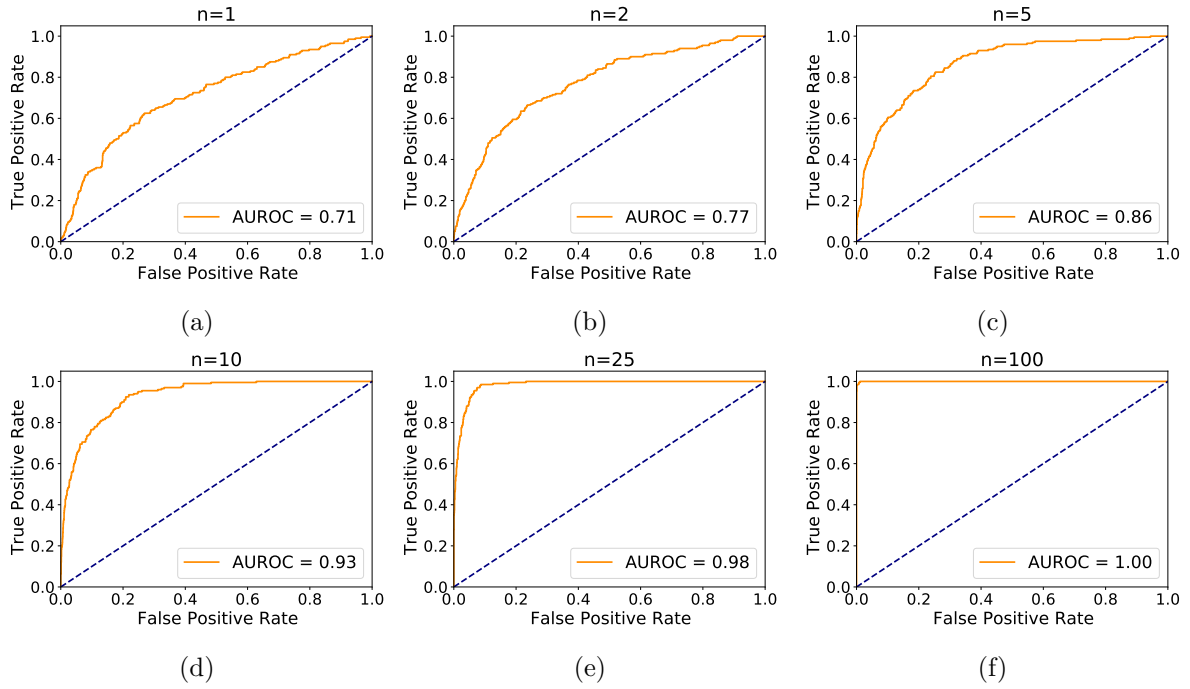 n=1
1.0
0.8
0.6
0.4
0.2
0.0
True Positive Rate
0.0 0.2 0.4 0.6 0.8 1.0
False Positive Rate
AUROC = 0.71
(a)
n=2
1.0
0.8
0.6
0.4
0.2
0.0
True Positive Rate
0.0 0.2 0.4 0.6 0.8 1.0
False Positive Rate
AUROC = 0.77
(b)
n=5
1.0
0.8
0.6
0.4
0.2
0.0
True Positive Rate
0.0 0.2 0.4 0.6 0.8 1.0
False Positive Rate
AUROC = 0.86
(c)
n=10
1.0
0.8
0.6
0.4
0.2
0.0
True Positive Rate
0.0 0.2 0.4 0.6 0.8 1.0
False Positive Rate
AUROC = 0.93
(d)
n=25
1.0
0.8
0.6
0.4
0.2
0.0
True Positive Rate
0.0 0.2 0.4 0.6 0.8 1.0
False Positive Rate
AUROC = 0.98
(e)
n=100
1.0
0.8
0.6
0.4
0.2
0.0
True Positive Rate
0.0 0.2 0.4 0.6 0.8 1.0
False Positive Rate
AUROC = 1.00
(f)